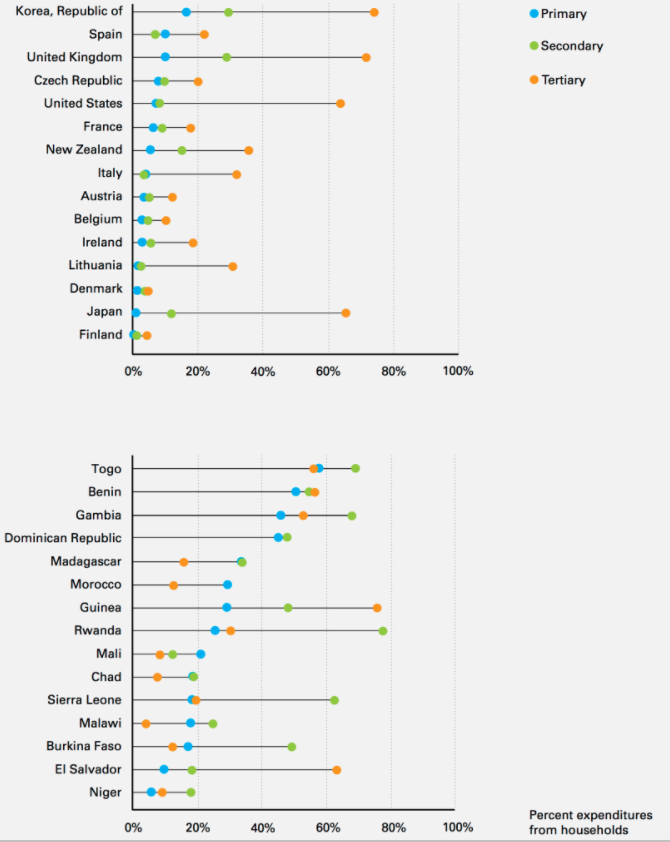 Korea, Republic of
Spain
United Kingdom
Czech Republic
United States
France
New Zealand
Italy
Austria
Belgium
Ireland
Lithuania
Denmark
Japan
Finland
0% 20% 40% 60% 80% 100%
Primary
Secondary
Tertiary
Togo
Benin
Gambia
Dominican Republic
Madagascar
Morocco
Guinea
Rwanda
Mali
Chad
Sierra Leone
Malawi
Burkina Faso
El Salvador
Niger
0% 20% 40% 60% 80% 100%
Percent expenditures
from households